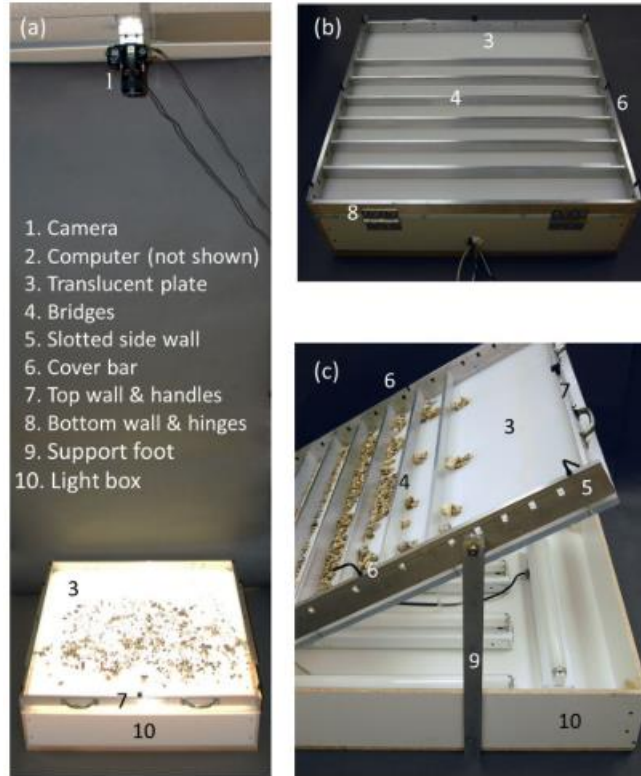 (a)
1
1. Camera
2. Computer (not shown)
3. Translucent plate
4. Bridges
5. Slotted side wall
6. Cover bar
7. Top wall & handles
8. Bottom wall & hinges
9. Support foot
10. Light box
3
7
10
(b)
3
4
6
8
(c)
6
7
3
4
5
6
9
10